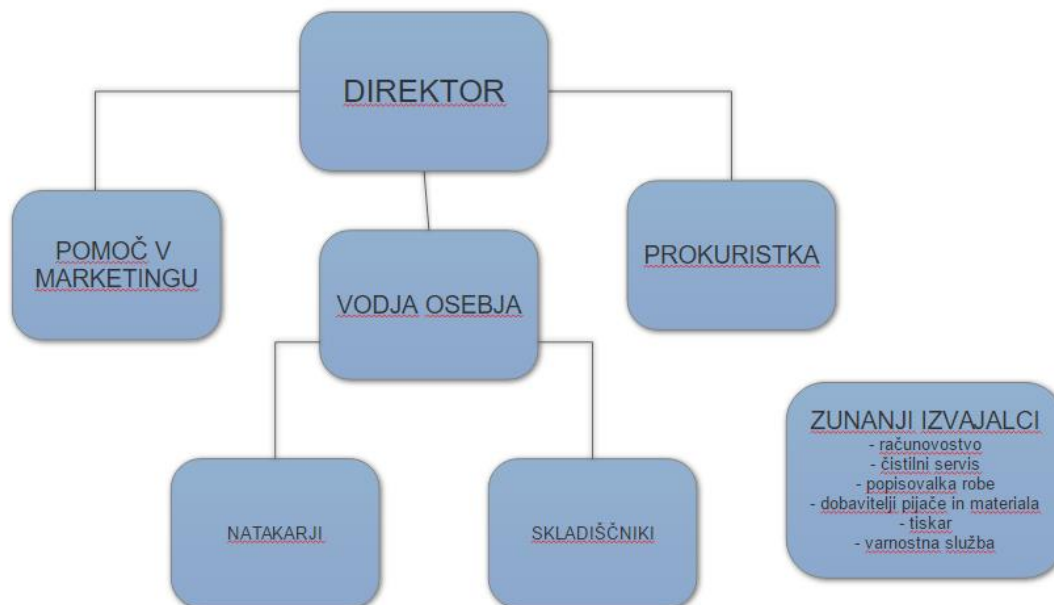 DIREKTOR
POMOČ V
MARKETINGU
VODJA OSEBJA
PROKURISTKA
NATAKARJI
SKLADIŠČNIKI
ZUNANJI IZVAJALCI
- računovostvo
- čistilni servis
- popisovalka robe
- dobavitelji pijače in materiala
- tiskar
- varnostna služba